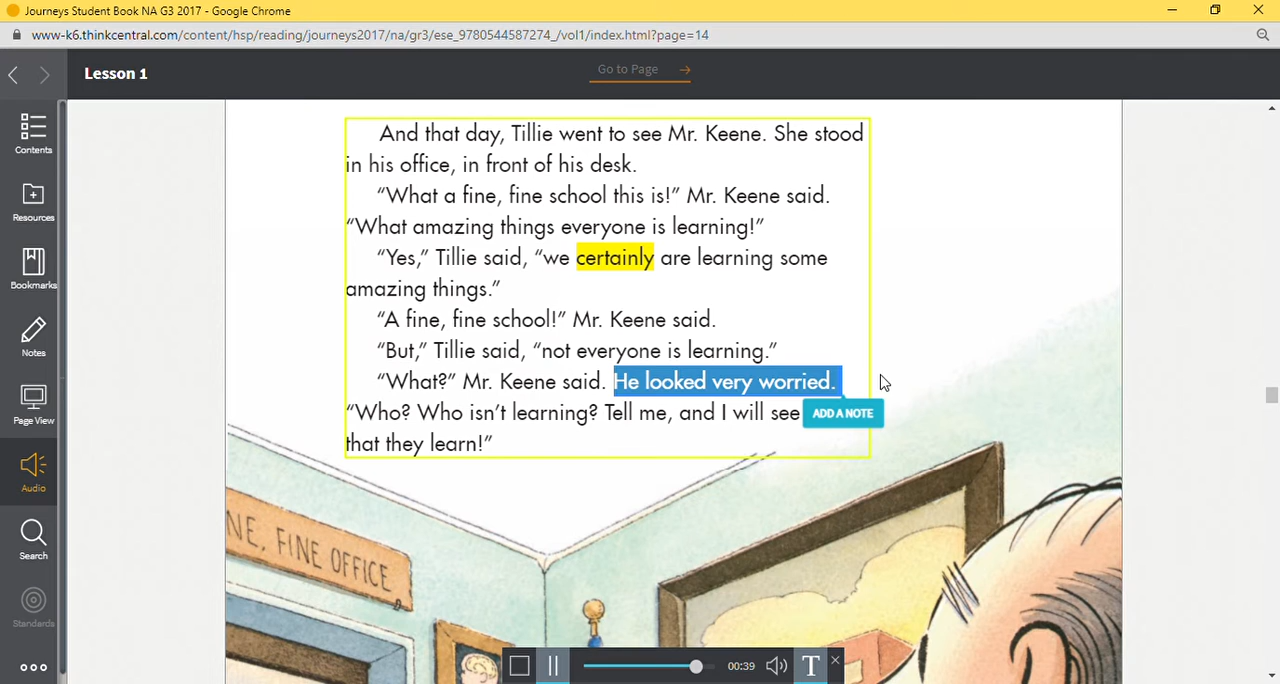 Journeys Student Book NA G3 2017 - Google Chrome
www-k6.thinkcentral.com/content/hsp/reading/journeys2017/na/gr3/ese_9780544587274_/vol1/index.html?page=14
Lesson 1
Go to Page
Contents
Resources
Bookmarks
Notes
Page View
Audio
Search
Standards
And that day, Tillie went to see Mr. Keene. She stood
in his office, in front of his desk.
“What a fine, fine school this is!” Mr. Keene said.
“What amazing things everyone is learning!”
“Yes,” Tillie said, “we certainly are learning some
amazing things.”
“A fine, fine school!” Mr. Keene said.
“But,” Tillie said, “not everyone is learning.”
“What?” Mr. Keene said. He looked very worried.
“Who? Who isn’t learning? Tell me, and I will see
that they learn!”
ADD A NOTE
NE, FINE OFFICE
00:39
T